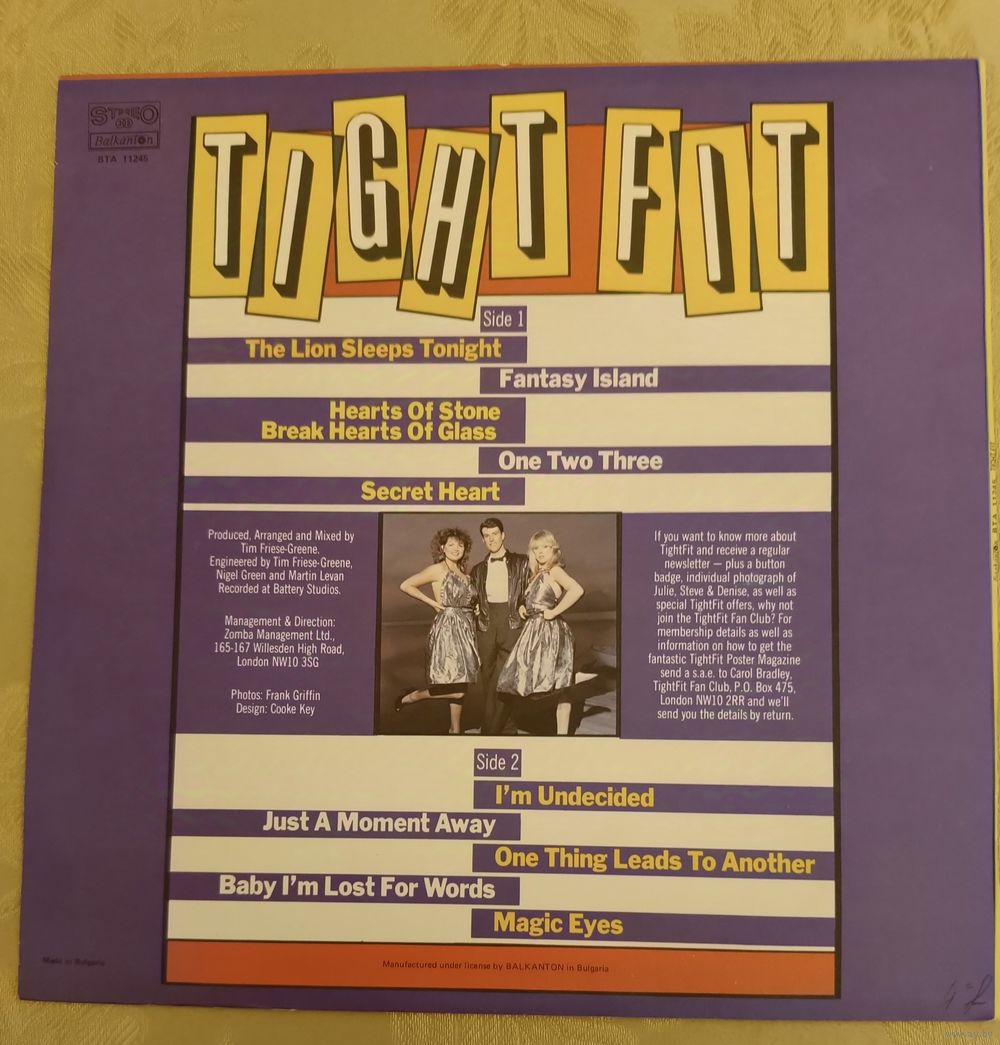 STEREO
Balkanton
BTA 11245
TIGHT FIT
Side 1
The Lion Sleeps Tonight
Fantasy Island
Hearts Of Stone
Break Hearts Of Glass
One Two Three
Secret Heart
Produced, Arranged and Mixed by
Tim Friese-Greene.
Engineered by Tim Friese-Greene,
Nigel Green and Martin Levan
Recorded at Battery Studios.
Management & Direction:
Zomba Management Ltd.,
165-167 Willesden High Road,
London NW10 3SG
Photos: Frank Griffin
Design: Cooke Key
If you want to know more about
TightFit and receive a regular
newsletter — plus a button
badge, individual photograph of
Julie, Steve & Denise, as well as
special TightFit offers, why not
join the TightFit Fan Club? For
membership details as well as
information on how to get the
fantastic TightFit Poster Magazine
send a s.a.e. to Carol Bradley,
TightFit Fan Club, P.O. Box 475,
London NW10 2RR and we'll
send you the details by return.
Side 2
I'm Undecided
Just A Moment Away
One Thing Leads To Another
Baby I'm Lost For Words
Magic Eyes
Made in Bulgaria
Manufactured under license by BALKANTON in Bulgaria